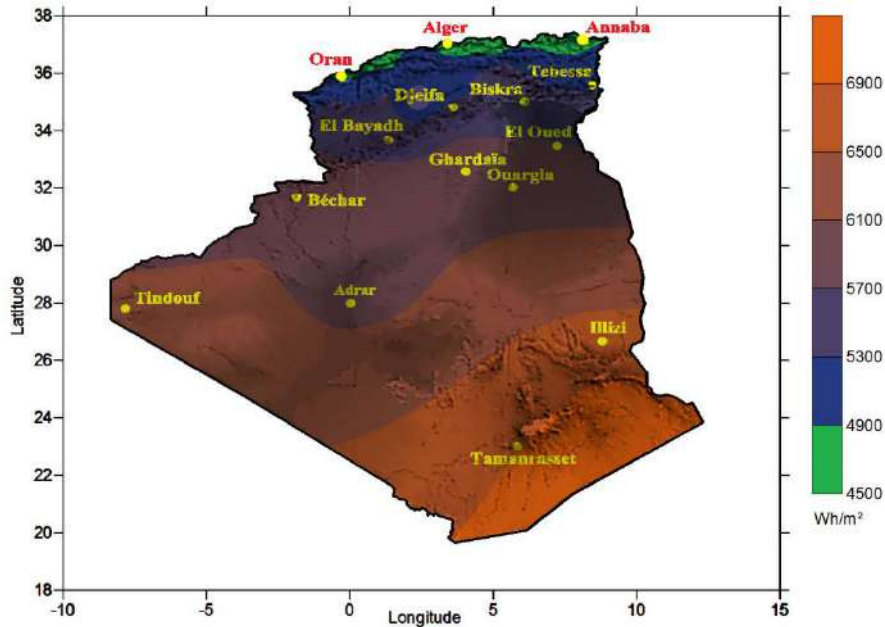 38
36
34
32
30
28
26
24
22
20
18
Latitude
-10
-5
0
5
10
15
Longitude
Alger
Annaba
Oran
Tebessa
Djelfa
Biskra
El Bayadh
El Oued
Ghardaïa
Ouargla
Béchar
Adrar
Tindouf
Illizi
Tamanrasset
6900
6500
6100
5700
5300
4900
4500
Wh/m²